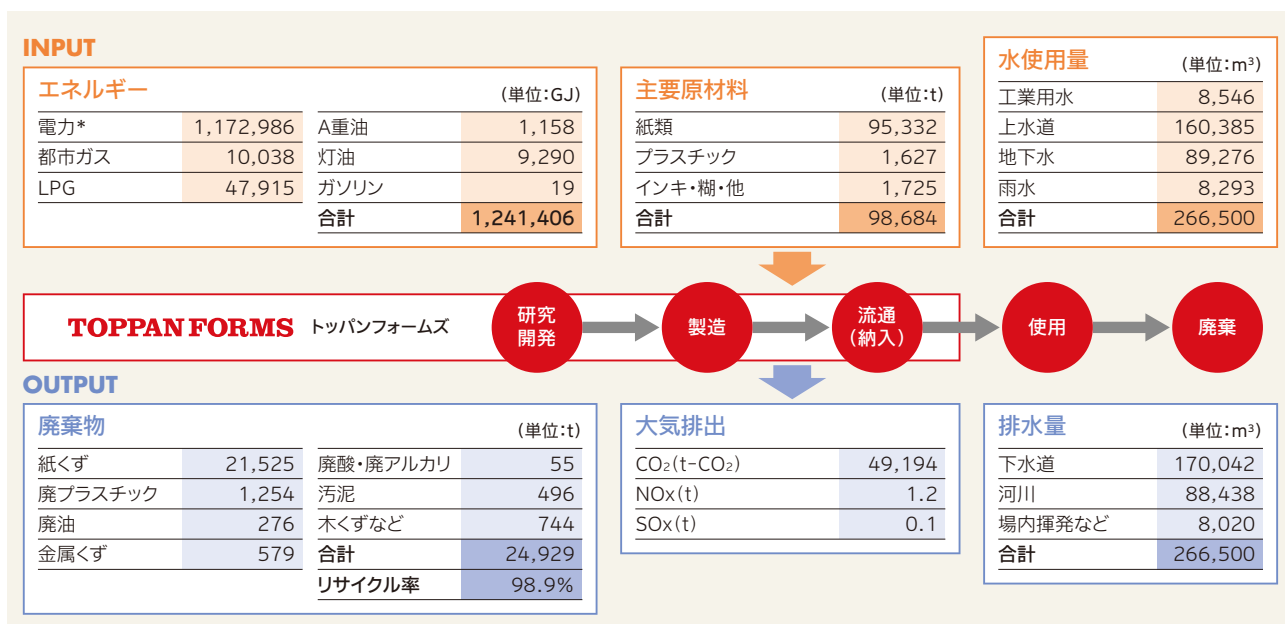 INPUT
エネルギー (単位:GJ)
電力* 1,172,986 A重油 1,158
都市ガス 10,038 灯油 9,290
LPG 47,915 ガソリン 19
合計 1,241,406
主要原材料 (単位:t)
紙類 95,332
プラスチック 1,627
インキ・糊・他 1,725
合計 98,684
水使用量 (単位:m³)
工業用水 8,546
上水道 160,385
地下水 89,276
雨水 8,293
合計 266,500
TOPPAN FORMS トッパンフォームズ
研究
開発
製造
流通
(納入)
使用
廃棄
OUTPUT
廃棄物 (単位:t)
紙くず 21,525 廃酸・廃アルカリ 55
廃プラスチック 1,254 汚泥 496
廃油 276 木くずなど 744
金属くず 579 合計 24,929
リサイクル率 98.9%
大気排出
CO₂(t-CO₂) 49,194
NOx(t) 1.2
SOx(t) 0.1
排水量 (単位:m³)
下水道 170,042
河川 88,438
場内揮発など 8,020
合計 266,500